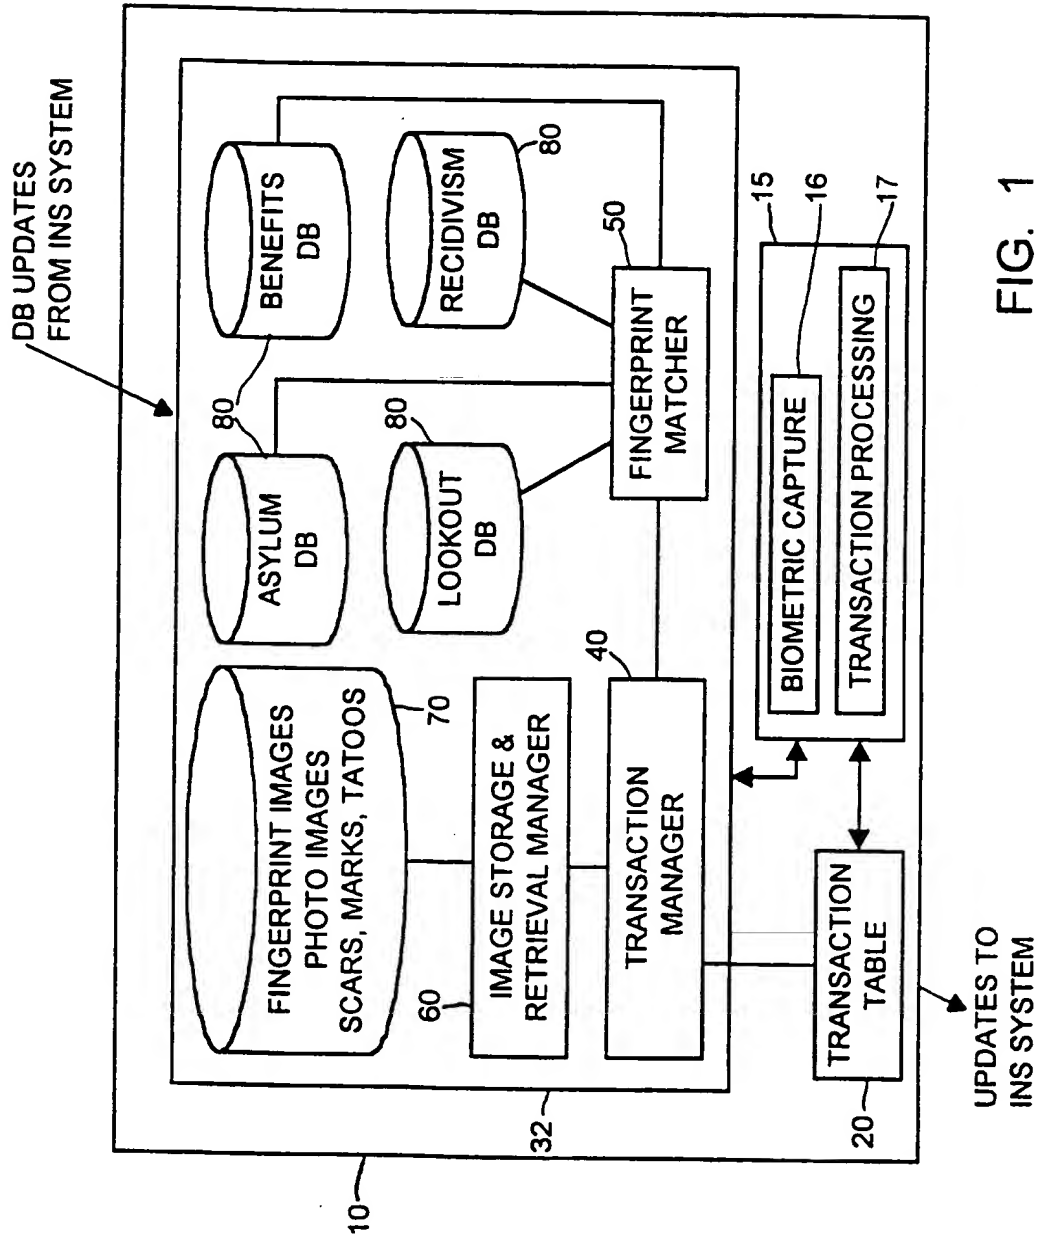 DB UPDATES
FROM INS SYSTEM
FINGERPRINT IMAGES
PHOTO IMAGES
SCARS, MARKS, TATOOS
70
ASYLUM
DB
80
BENEFITS
DB
80
LOOKOUT
DB
80
RECIDIVISM
DB
80
60
IMAGE STORAGE &
RETRIEVAL MANAGER
40
TRANSACTION
MANAGER
50
FINGERPRINT
MATCHER
32
15
BIOMETRIC CAPTURE
16
TRANSACTION PROCESSING
17
TRANSACTION
TABLE
20
10
UPDATES TO
INS SYSTEM
FIG. 1